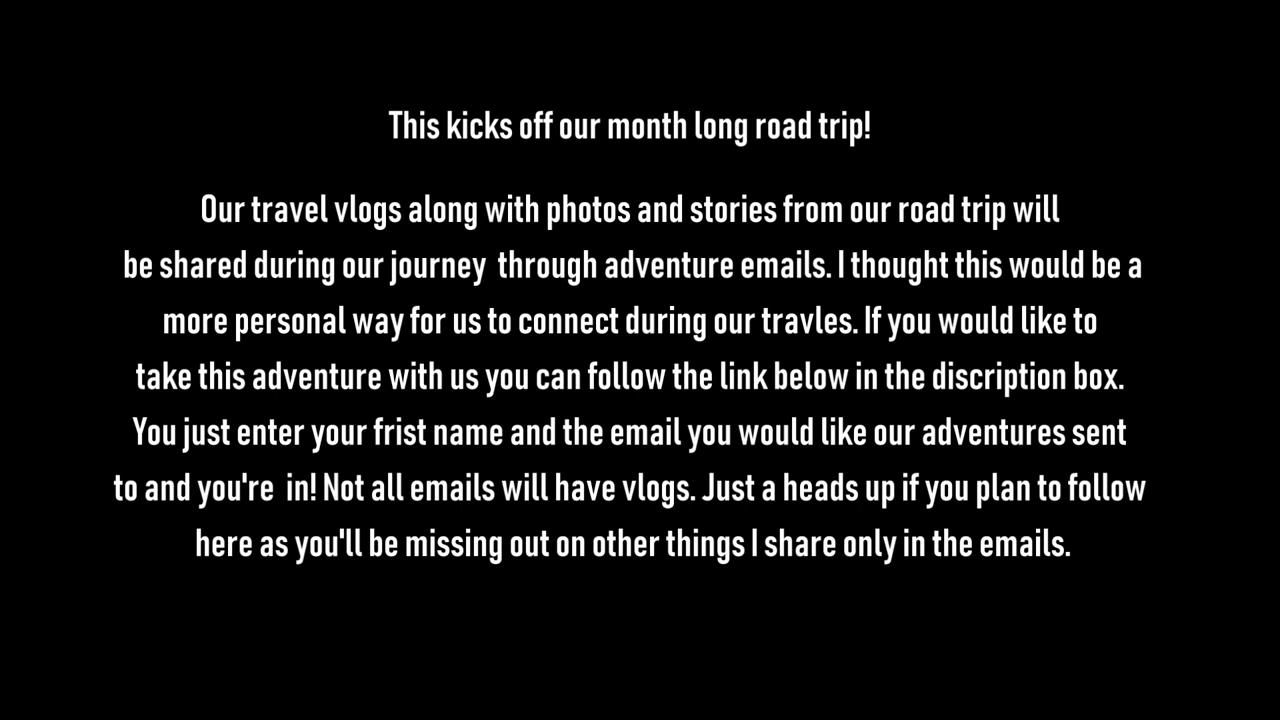 This kicks off our month long road trip!
Our travel vlogs along with photos and stories from our road trip will
be shared during our journey  through adventure emails. I thought this would be a
more personal way for us to connect during our travles. If you would like to
take this adventure with us you can follow the link below in the discription box.
You just enter your frist name and the email you would like our adventures sent
to and you're  in! Not all emails will have vlogs. Just a heads up if you plan to follow
here as you'll be missing out on other things I share only in the emails.